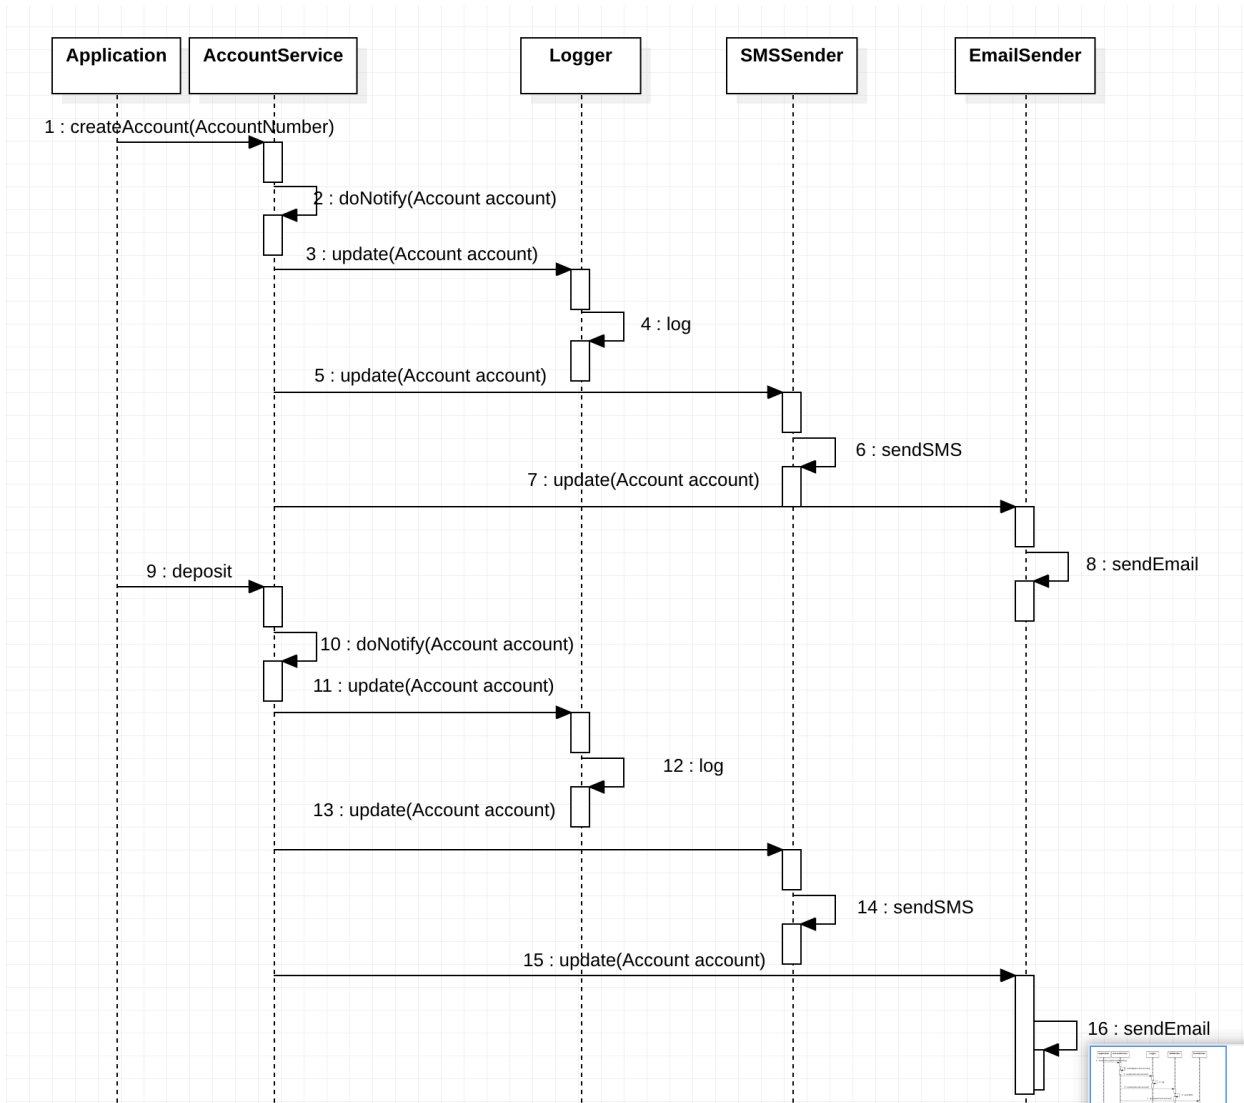 Application
AccountService
Logger
SMSSender
EmailSender
1 : createAccount(AccountNumber)
2 : doNotify(Account account)
3 : update(Account account)
4 : log
5 : update(Account account)
6 : sendSMS
7 : update(Account account)
8 : sendEmail
9 : deposit
10 : doNotify(Account account)
11 : update(Account account)
12 : log
13 : update(Account account)
14 : sendSMS
15 : update(Account account)
16 : sendEmail